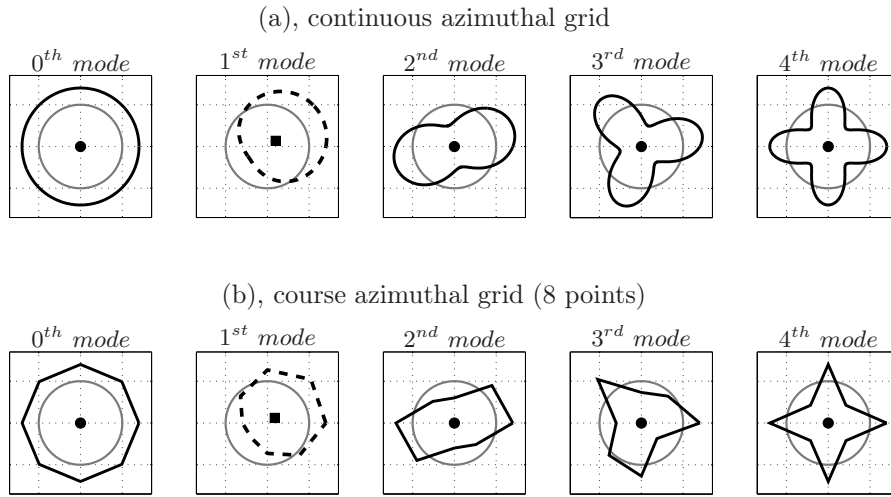 (a), continuous azimuthal grid
0th mode 1st mode 2nd mode 3rd mode 4th mode
(b), course azimuthal grid (8 points)
0th mode 1st mode 2nd mode 3rd mode 4th mode